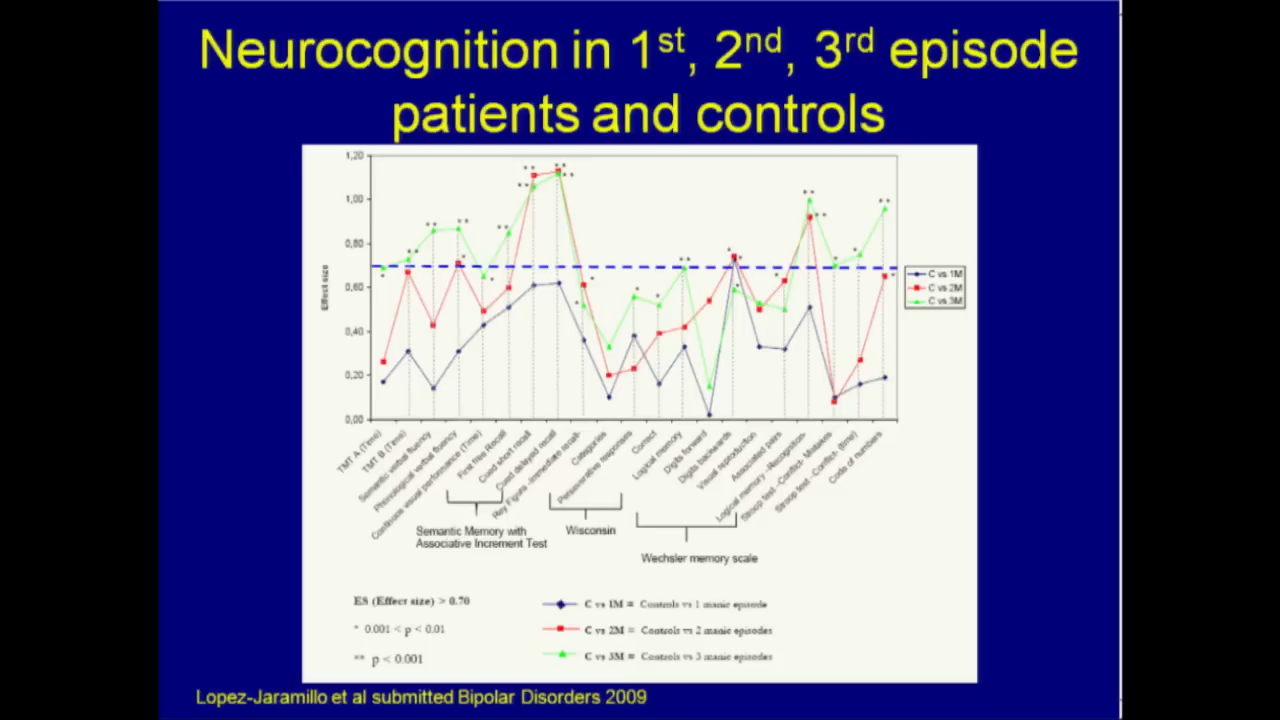 Neurocognition in 1st, 2nd, 3rd episode
patients and controls
1,20
1,00
0,80
0,60
0,40
0,20
0,00
Effect size
C vs 1M
C vs 2M
C vs 3M
TMT A (Time)
TMT B (Time)
Semantic verbal fluency
Phonological verbal fluency
Continuos visual performance (Time)
First free Recall
Cued short recall
Cued delayed recall
Rey Figura -Immediate recall-
Categories
Perseverative responses
Correct
Logical memory
Digits forward
Digits backwards
Visual reproduction
Associated pairs
Logical memory -Recognition-
Stroop test -Conflict- Mistakes
Stroop test -Conflict- (time)
Code of numbers
Semantic Memory with
Associative Increment Test
Wisconsin
Wechsler memory scale
ES (Effect size) > 0.70
* 0.001 < p < 0.01
** p < 0.001
C vs 1M = Controls vs 1 manic episode
C vs 2M = Controls vs 2 manic episodes
C vs 3M = Controls vs 3 manic episodes
Lopez-Jaramillo et al submitted Bipolar Disorders 2009